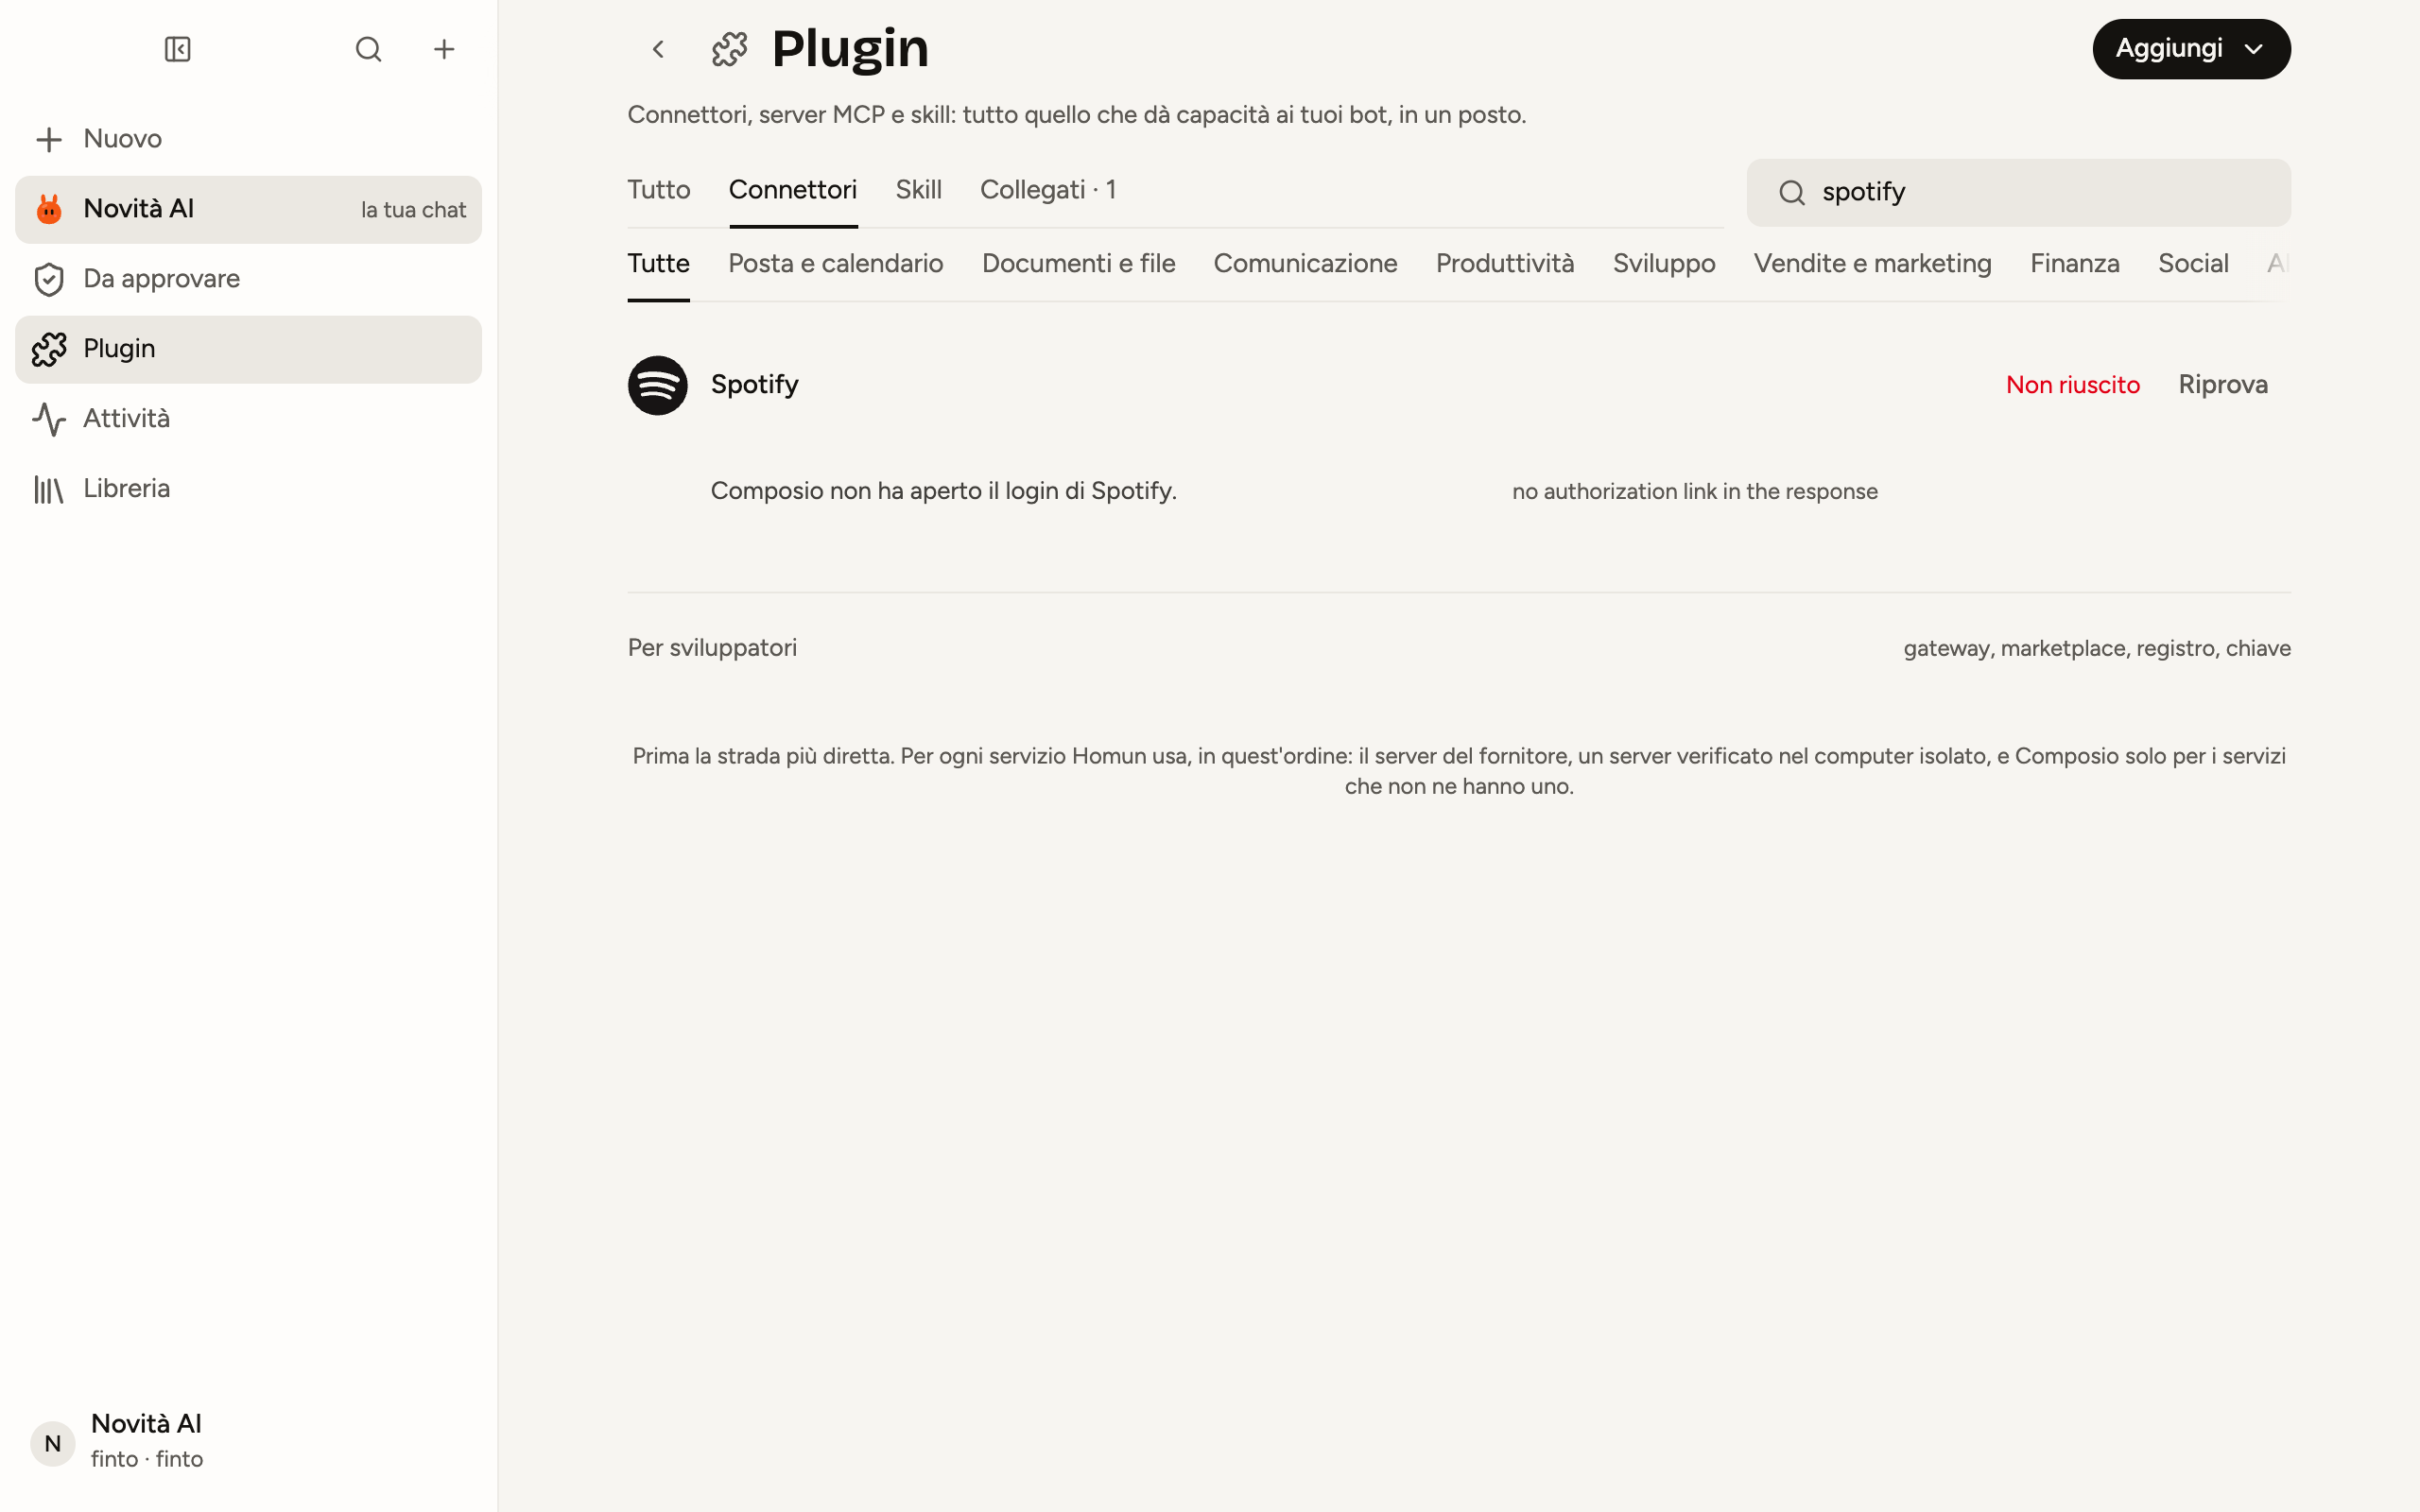 Plugin
Aggiungi
Connettori, server MCP e skill: tutto quello che dà capacità ai tuoi bot, in un posto.
Nuovo
Novità AI la tua chat
Da approvare
Plugin
Attività
Libreria
Tutto Connettori Skill Collegati · 1
spotify
Tutte Posta e calendario Documenti e file Comunicazione Produttività Sviluppo Vendite e marketing Finanza Social
Spotify Non riuscito Riprova
Composio non ha aperto il login di Spotify. no authorization link in the response
Per sviluppatori gateway, marketplace, registro, chiave
Prima la strada più diretta. Per ogni servizio Homun usa, in quest'ordine: il server del fornitore, un server verificato nel computer isolato, e Composio solo per i servizi
che non ne hanno uno.
N
Novità AI
finto · finto